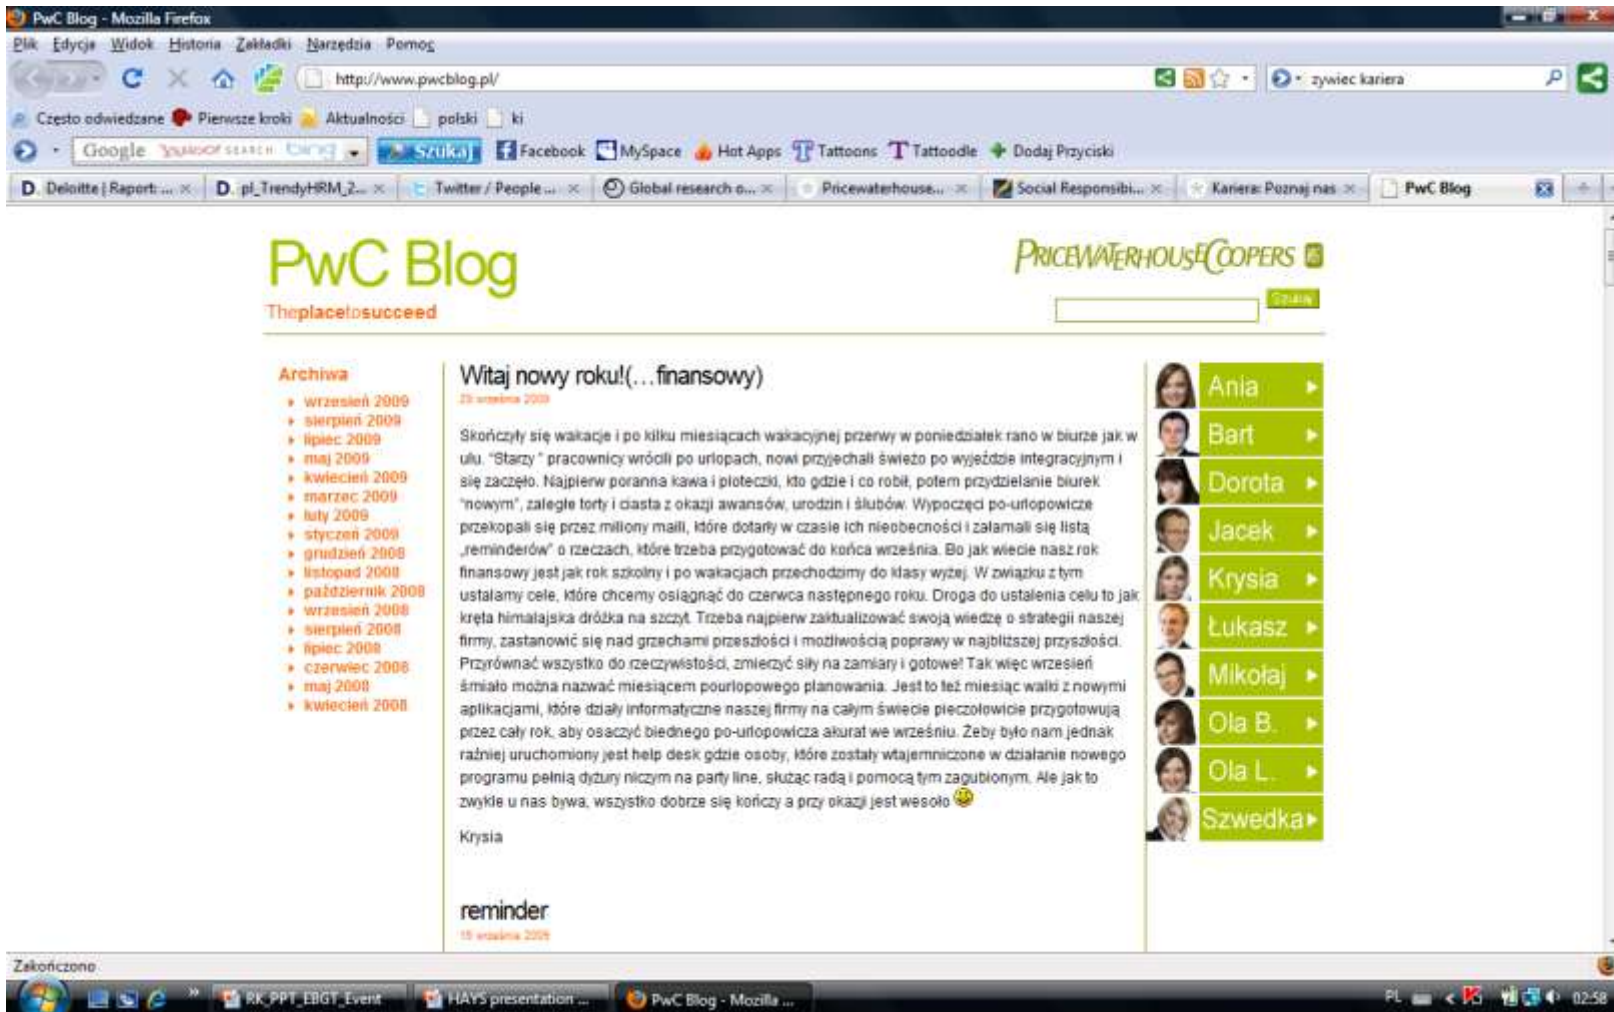 PwC Blog - Mozilla Firefox
Plik Edycja Widok Historia Zakładki Narzędzia Pomoc
http://www.pwcblog.pl/
zywiec kariera
Często odwiedzane Pierwsze kroki Aktualności polski ki
Google YAHOO! SEARCH bing Szukaj Facebook MySpace Hot Apps Tattoons Tattoodle Dodaj Przyciski
Deloitte | Raport: ... pl_TrendyHRM_2... Twitter / People ... Global research o... Pricewaterhouse... Social Responsibi... Kariera: Poznaj nas PwC Blog
PwC Blog
PRICEWATERHOUSECOOPERS
Theplacetosucceed
Szukaj
Archiwa
wrzesień 2009
sierpień 2009
lipiec 2009
maj 2009
kwiecień 2009
marzec 2009
luty 2009
styczeń 2009
grudzień 2008
listopad 2008
październik 2008
wrzesień 2008
sierpień 2008
lipiec 2008
czerwiec 2008
maj 2008
kwiecień 2008
Witaj nowy roku!(…finansowy)
września 2009
Skończyły się wakacje i po kilku miesiącach wakacyjnej przerwy w poniedziałek rano w biurze jak w
ulu. “Starzy ” pracownicy wrócili po urlopach, nowi przyjechali świeżo po wyjeździe integracyjnym i
się zaczęło. Najpierw poranna kawa i ploteczki, kto gdzie i co robił, potem przydzielanie biurek
“nowym”, zaległe torty i ciasta z okazji awansów, urodzin i ślubów. Wypoczęci po-urlopowicze
przekopali się przez miliony maili, które dotarły w czasie ich nieobecności i załamali się listą
„reminderów” o rzeczach, które trzeba przygotować do końca września. Bo jak wiecie nasz rok
finansowy jest jak rok szkolny i po wakacjach przechodzimy do klasy wyżej. W związku z tym
ustalamy cele, które chcemy osiągnąć do czerwca następnego roku. Droga do ustalenia celu to jak
kręta himalajska dróżka na szczyt. Trzeba najpierw zaktualizować swoją wiedzę o strategii naszej
firmy, zastanowić się nad grzechami przeszłości i możliwością poprawy w najbliższej przyszłości.
Przyrównać wszystko do rzeczywistości, zmierzyć siły na zamiary i gotowe! Tak więc wrzesień
śmiało można nazwać miesiącem pourlopowego planowania. Jest to też miesiąc walki z nowymi
aplikacjami, które działy informatyczne naszej firmy na całym świecie pieczołowicie przygotowują
przez cały rok, aby osaczyć biednego po-urlopowicza akurat we wrześniu. Żeby było nam jednak
raźniej uruchomiony jest help desk gdzie osoby, które zostały wtajemniczone w działanie nowego
programu pełnią dyżury niczym na party line, służąc radą i pomocą tym zagubionym. Ale jak to
zwykle u nas bywa, wszystko dobrze się kończy a przy okazji jest wesoło
Krysia
reminder
15 września 2009
Ania
Bart
Dorota
Jacek
Krysia
Łukasz
Mikołaj
Ola B.
Ola L.
Szwedka
Zakończono
RK_PPT_EBGT_Event HAYS presentation ... PwC Blog - Mozilla ... PL 02:58